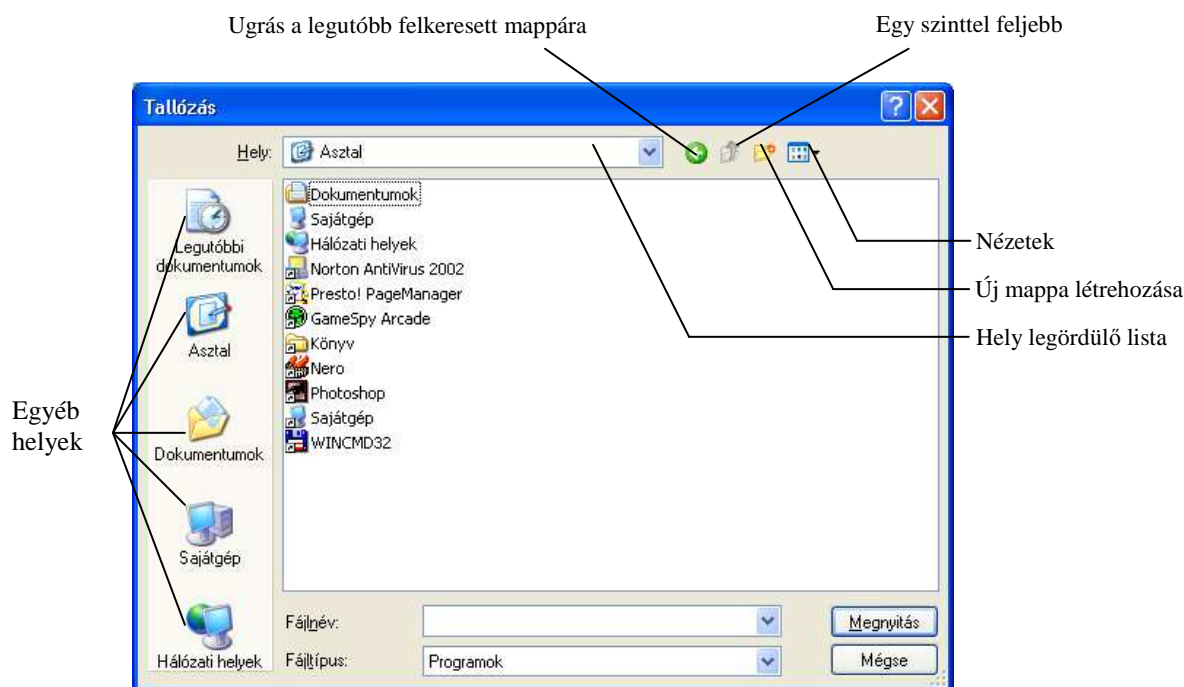 Ugrás a legutóbb felkeresett mappára
Egy szinttel feljebb
Tallózás
Hely:
Asztal
Legutóbbi
dokumentumok
Asztal
Dokumentumok
Sajátgép
Hálózati helyek
Dokumentumok
Sajátgép
Hálózati helyek
Norton AntiVirus 2002
Presto! PageManager
GameSpy Arcade
Könyv
Nero
Photoshop
Sajátgép
WINCMD32
Nézetek
Új mappa létrehozása
Hely legördülő lista
Egyéb
helyek
Fájlnév:
Megnyitás
Fájltípus:
Programok
Mégse